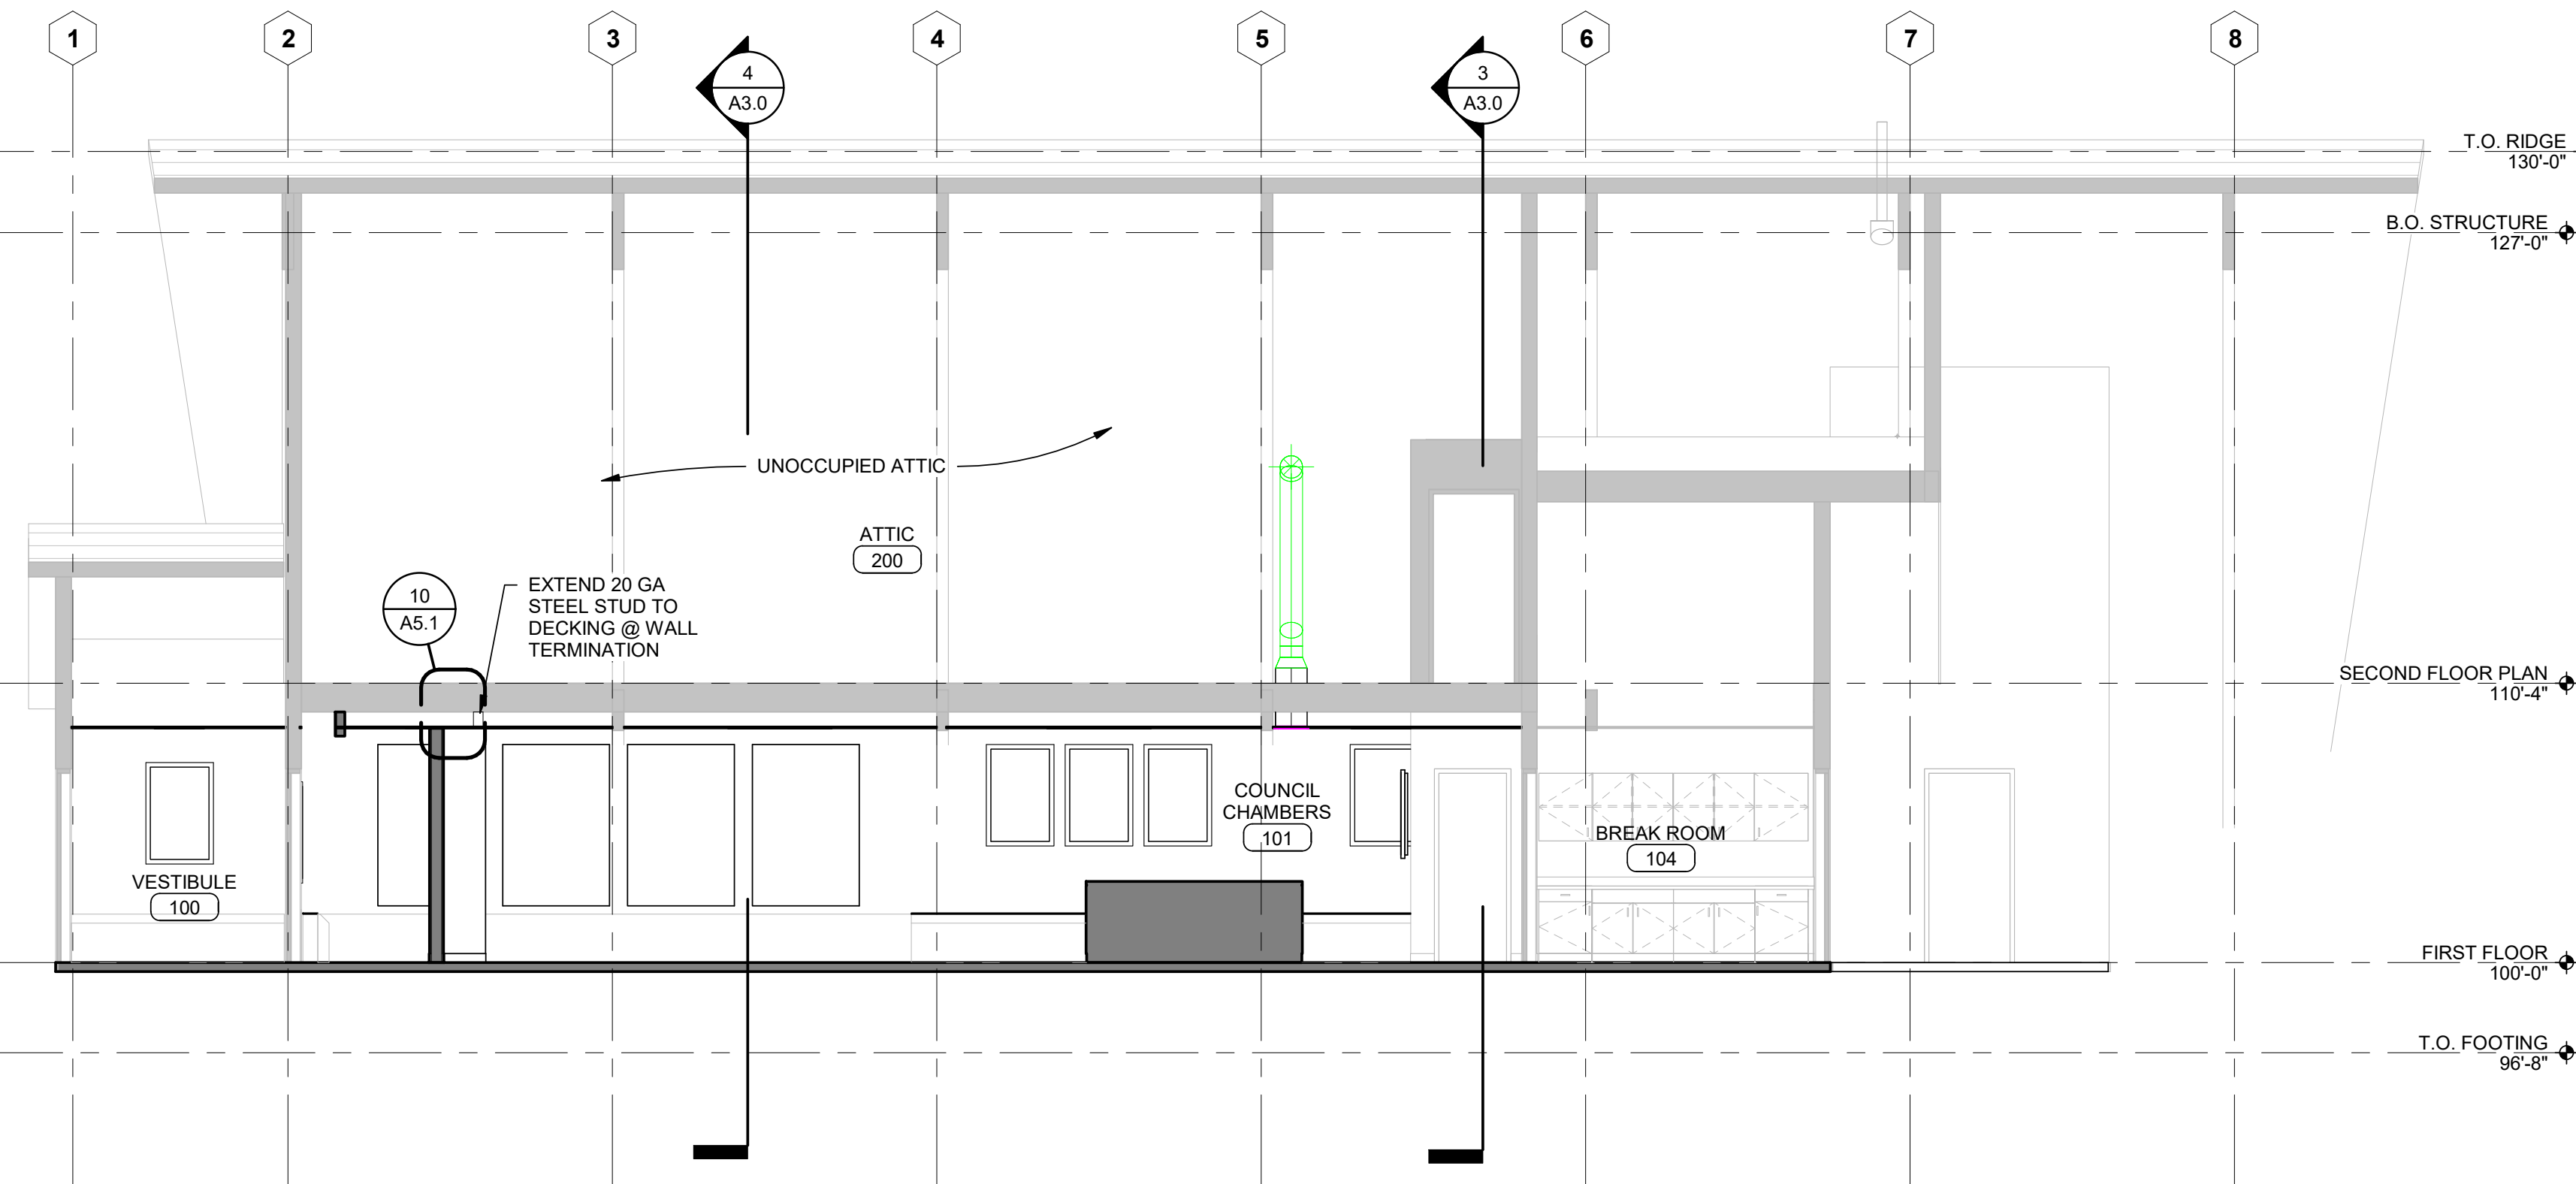 1
2
3
4
5
6
7
8
4
A3.0
3
A3.0
T.O. RIDGE
130'-0"
B.O. STRUCTURE
127'-0"
UNOCCUPIED ATTIC
ATTIC
200
10
A5.1
EXTEND 20 GA
STEEL STUD TO
DECKING @ WALL
TERMINATION
SECOND FLOOR PLAN
110'-4"
COUNCIL
CHAMBERS
101
BREAK ROOM
104
VESTIBULE
100
FIRST FLOOR
100'-0"
T.O. FOOTING
96'-8"